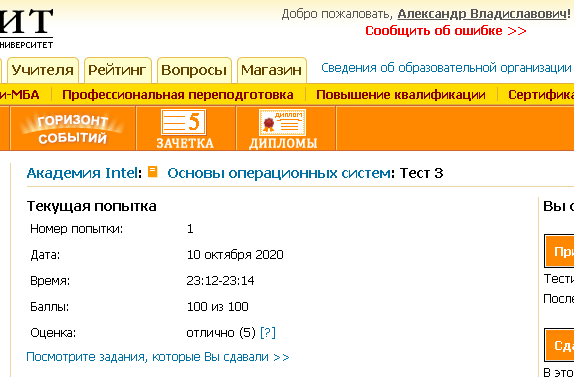 ИТ
НИВЕРСИТЕТ
Добро пожаловать, Александр Владиславович!
Сообщить об ошибке >>
Учителя Рейтинг Вопросы Магазин
Сведения об образовательной организации
и-МБА Профессиональная переподготовка Повышение квалификации Сертифика
ГОРИЗОНТ СОБЫТИЙ
5
ЗАЧЕТКА
ДИПЛОМ
ДИПЛОМЫ
Академия Intel: Основы операционных систем: Тест 3
Текущая попытка
Номер попытки: 1
Дата: 10 октября 2020
Время: 23:12-23:14
Баллы: 100 из 100
Оценка: отлично (5) [?]
Посмотрите задания, которые Вы сдавали >>
Вы с
При
Тести
После
Сда
В это